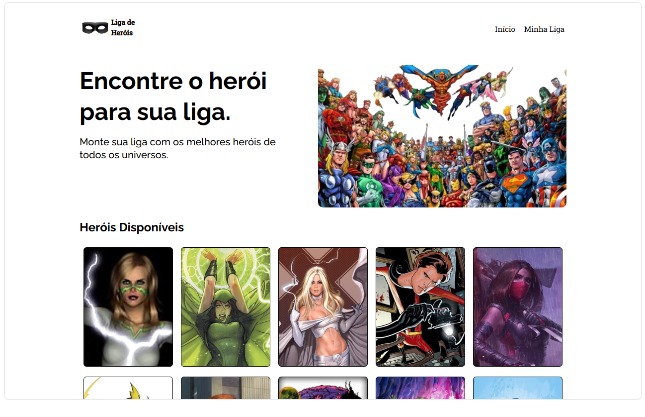 Liga de
Heróis
Início Minha Liga
Encontre o herói
para sua liga.
Monte sua liga com os melhores heróis de
todos os universos.
Heróis Disponíveis